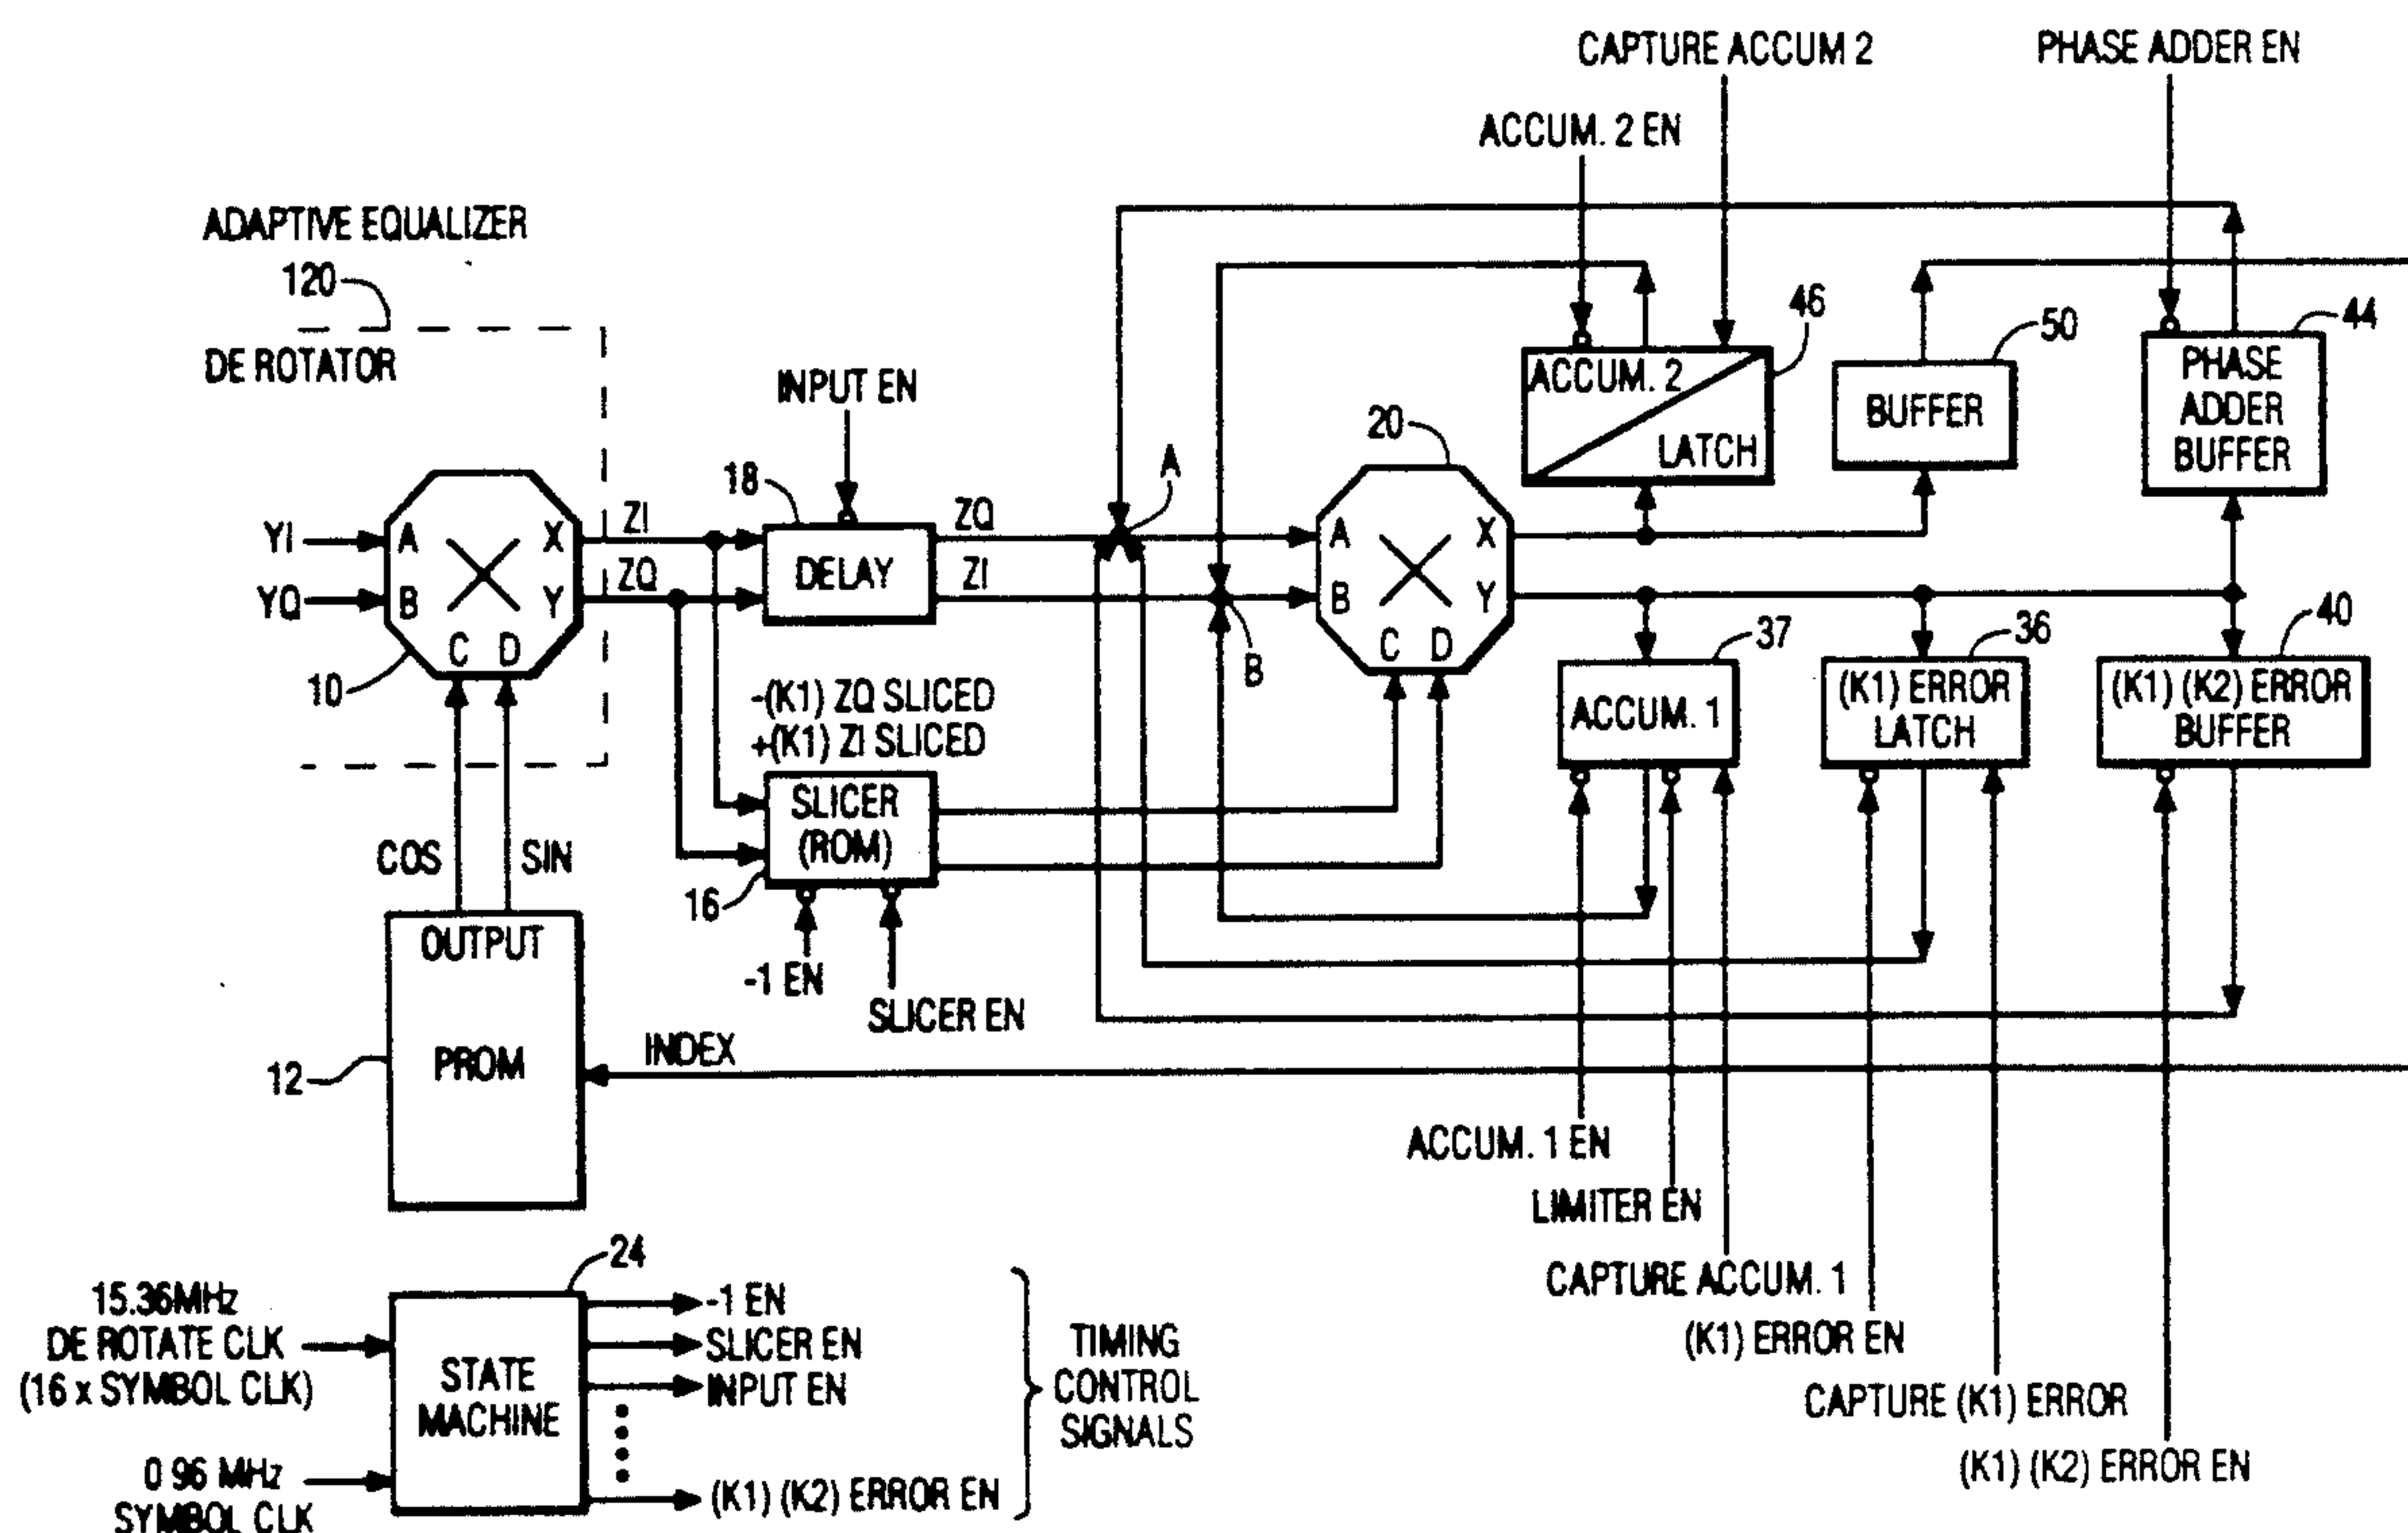 CAPTURE ACCUM 2
PHASE ADDER EN
ACCUM. 2 EN
ADAPTIVE EQUALIZER
120
DE ROTATOR
INPUT EN
46
50
44
ACCUM. 2
LATCH
BUFFER
PHASE
ADDER
BUFFER
20
A
18
YI
YQ
A
B
X
Y
C
D
ZI
ZQ
DELAY
ZQ
ZI
A
B
X
Y
C
D
B
10
37
36
40
-(K1) ZQ SLICED
+(K1) ZI SLICED
ACCUM. 1
(K1) ERROR
LATCH
(K1) (K2) ERROR
BUFFER
SLICER
(ROM)
16
COS
SIN
-1 EN
SLICER EN
OUTPUT
PROM
12
INDEX
ACCUM. 1 EN
LIMITER EN
CAPTURE ACCUM. 1
(K1) ERROR EN
CAPTURE (K1) ERROR
(K1) (K2) ERROR EN
24
15.36MHz
DE ROTATE CLK
(16 x SYMBOL CLK)
0 96 MHz
SYMBOL CLK
STATE
MACHINE
-1 EN
SLICER EN
INPUT EN
(K1) (K2) ERROR EN
TIMING
CONTROL
SIGNALS